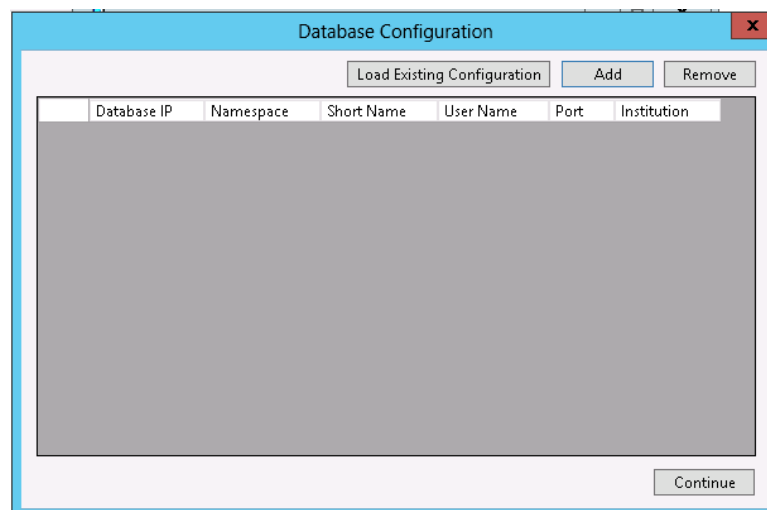 Database Configuration
x
Load Existing Configuration Add Remove
Database IP Namespace Short Name User Name Port Institution
Continue